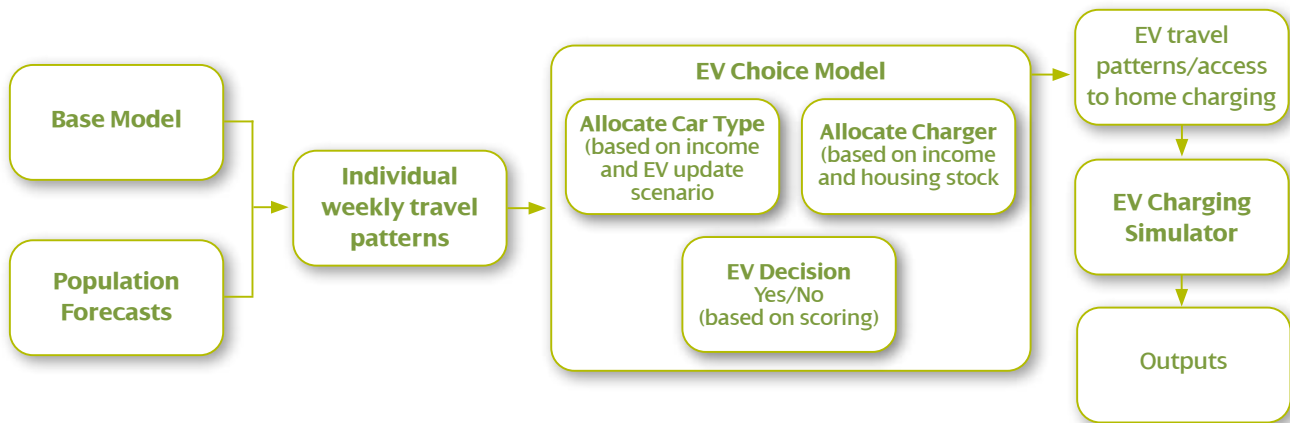 Base Model
Population
Forecasts
Individual
weekly travel
patterns
EV Choice Model
Allocate Car Type
(based on income
and EV update
scenario
Allocate Charger
(based on income
and housing stock
EV Decision
Yes/No
(based on scoring)
EV travel
patterns/access
to home charging
EV Charging
Simulator
Outputs